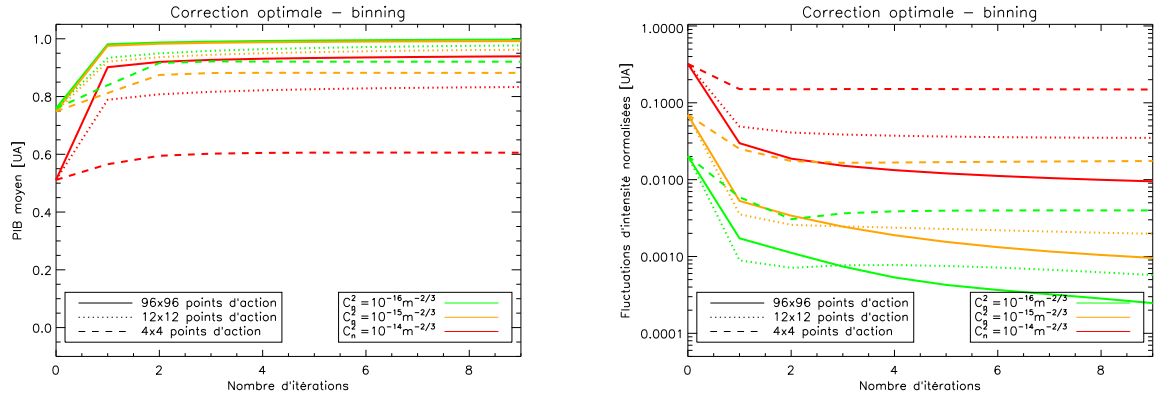 Correction optimale – binning
PIB moyen [UA]
1.0
0.8
0.6
0.4
0.2
0.0
96x96 points d'action
12x12 points d'action
4x4 points d'action
C²ₙ=10⁻¹⁶m⁻²/³
C²ₙ=10⁻¹⁵m⁻²/³
C²ₙ=10⁻¹⁴m⁻²/³
0 2 4 6 8
Nombre d'itérations
Correction optimale – binning
Fluctuations d'intensité normalisées [UA]
1.0000
0.1000
0.0100
0.0010
0.0001
96x96 points d'action
12x12 points d'action
4x4 points d'action
C²ₙ=10⁻¹⁶m⁻²/³
C²ₙ=10⁻¹⁵m⁻²/³
C²ₙ=10⁻¹⁴m⁻²/³
0 2 4 6 8
Nombre d'itérations